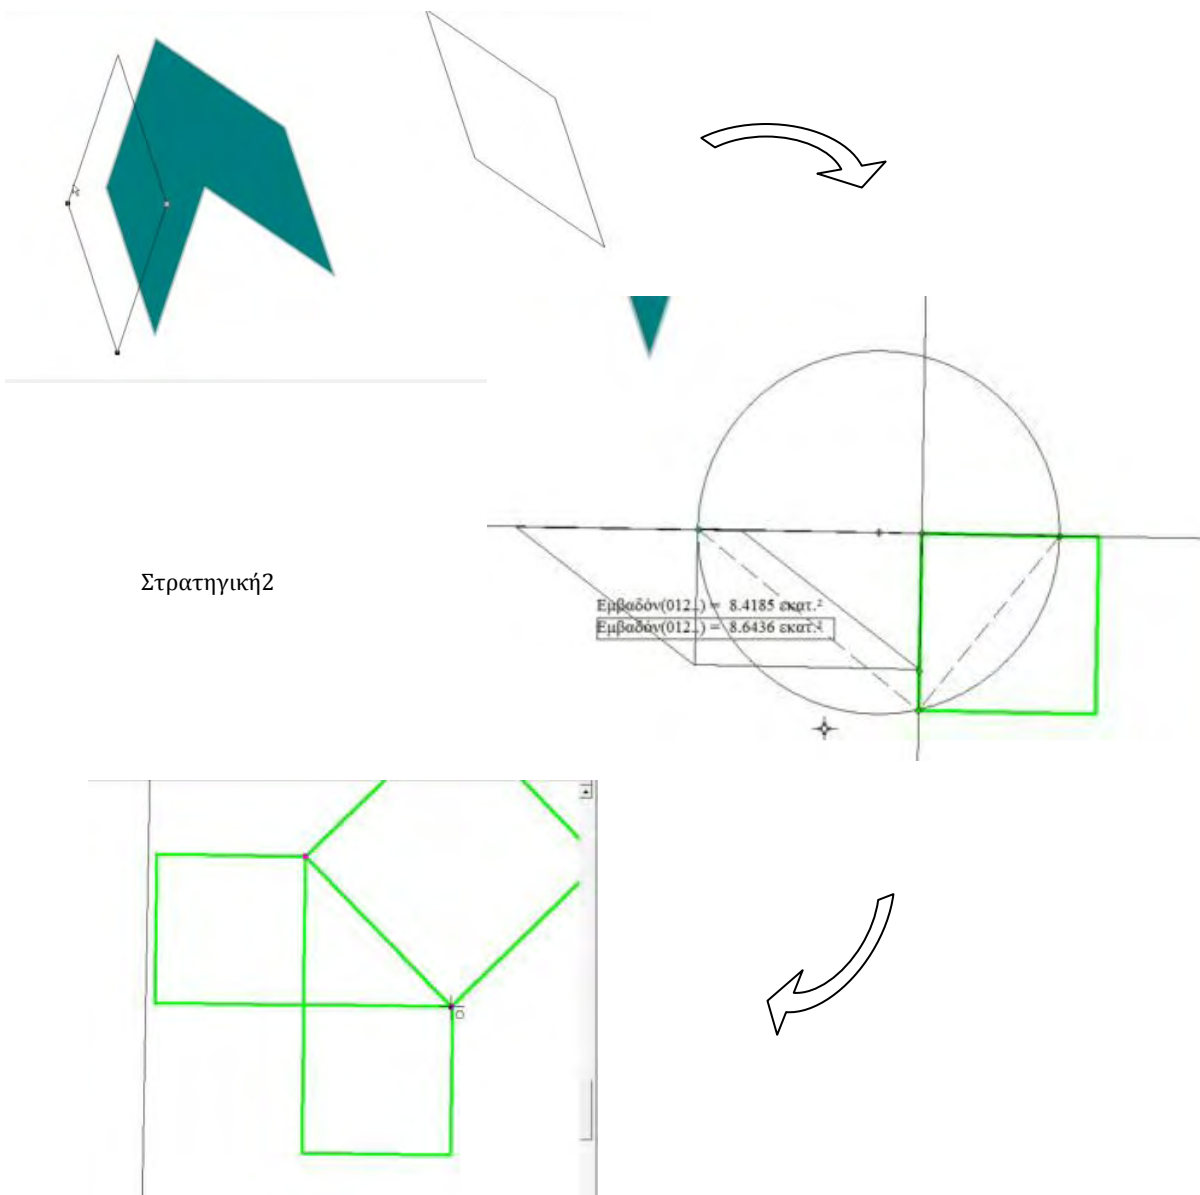 Στρατηγική2
Εμβαδόν(012..) = 8.4185 εκατ.²
Εμβαδόν(012..) = 8.6436 εκατ.²